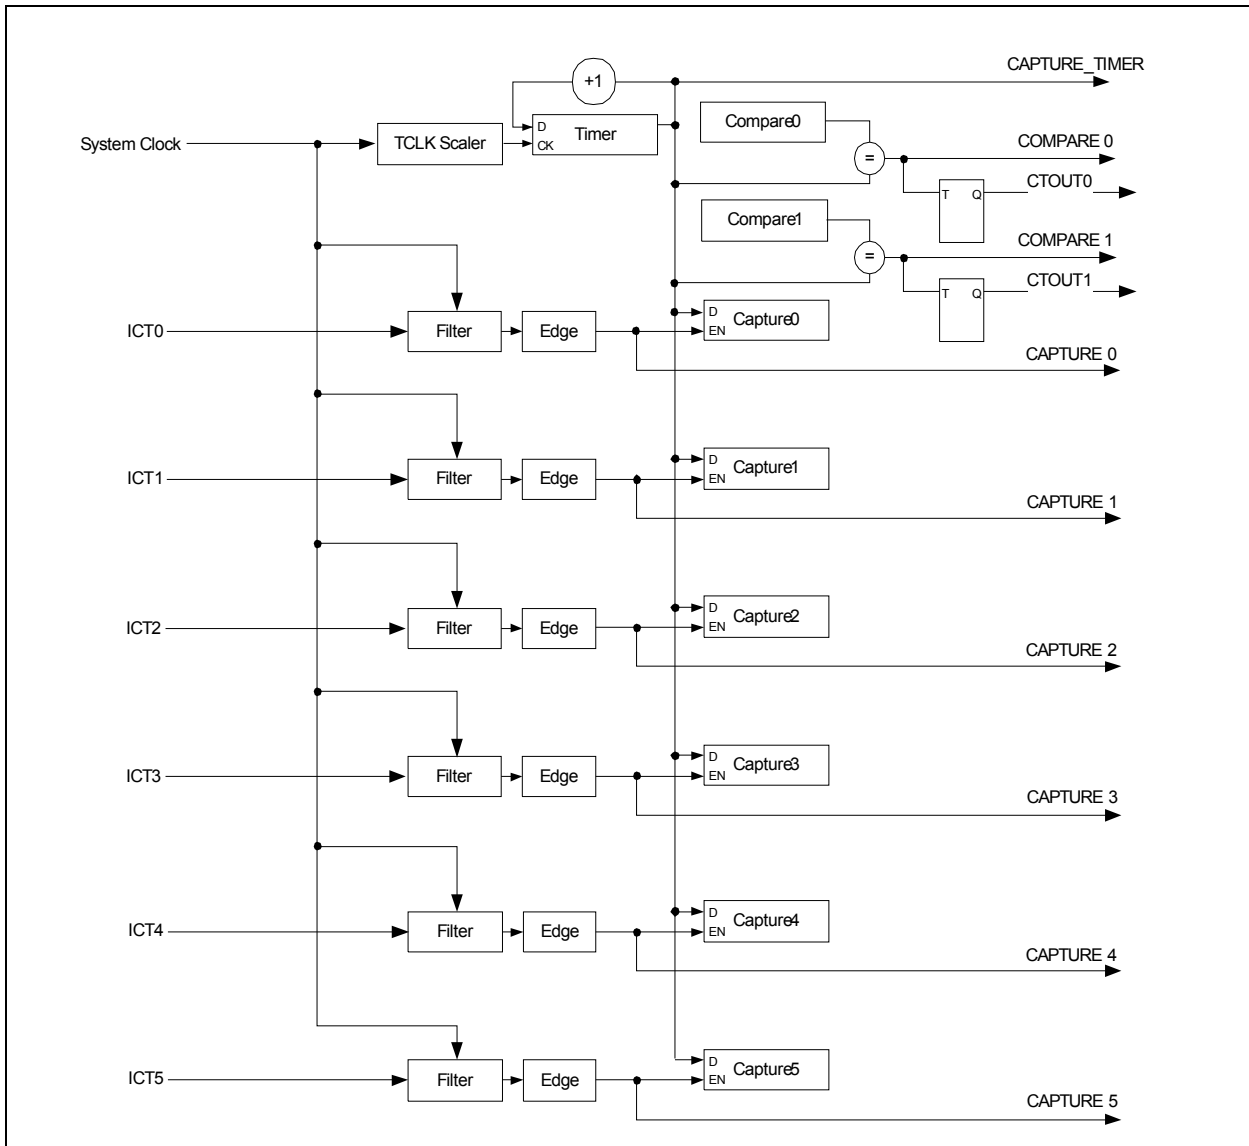 CAPTURE_TIMER
+1
D
CK
Timer
Compare0
System Clock
TCLK Scaler
COMPARE 0
=
T
Q
CTOUT0
Compare1
COMPARE 1
=
T
Q
CTOUT1
ICT0
Filter
Edge
D
EN
Capture0
CAPTURE 0
ICT1
Filter
Edge
D
EN
Capture1
CAPTURE 1
ICT2
Filter
Edge
D
EN
Capture2
CAPTURE 2
ICT3
Filter
Edge
D
EN
Capture3
CAPTURE 3
ICT4
Filter
Edge
D
EN
Capture4
CAPTURE 4
ICT5
Filter
Edge
D
EN
Capture5
CAPTURE 5